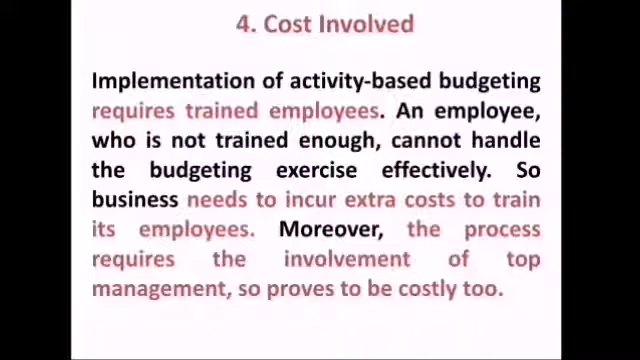 4. Cost Involved
Implementation of activity-based budgeting
requires trained employees. An employee,
who is not trained enough, cannot handle
the budgeting exercise effectively. So
business needs to incur extra costs to train
its employees. Moreover, the process
requires the involvement of top
management, so proves to be costly too.